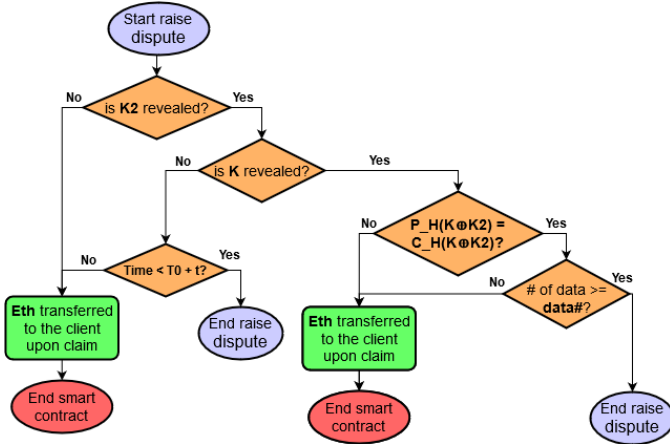 Start raise
dispute
is K2 revealed?
No
Yes
is K revealed?
No
Yes
P_H(K⊕K2) =
C_H(K⊕K2)?
No
Yes
Time < T0 + t?
No
Yes
# of data >=
data#?
No
Yes
Eth transferred
to the client
upon claim
End raise
dispute
Eth transferred
to the client
upon claim
End smart
contract
End smart
contract
End raise
dispute